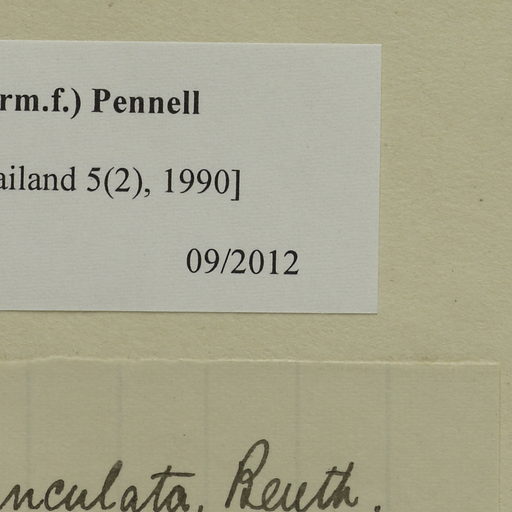 rm.f.) Pennell
ailand 5(2), 1990]
09/2012
nculata, Benth.